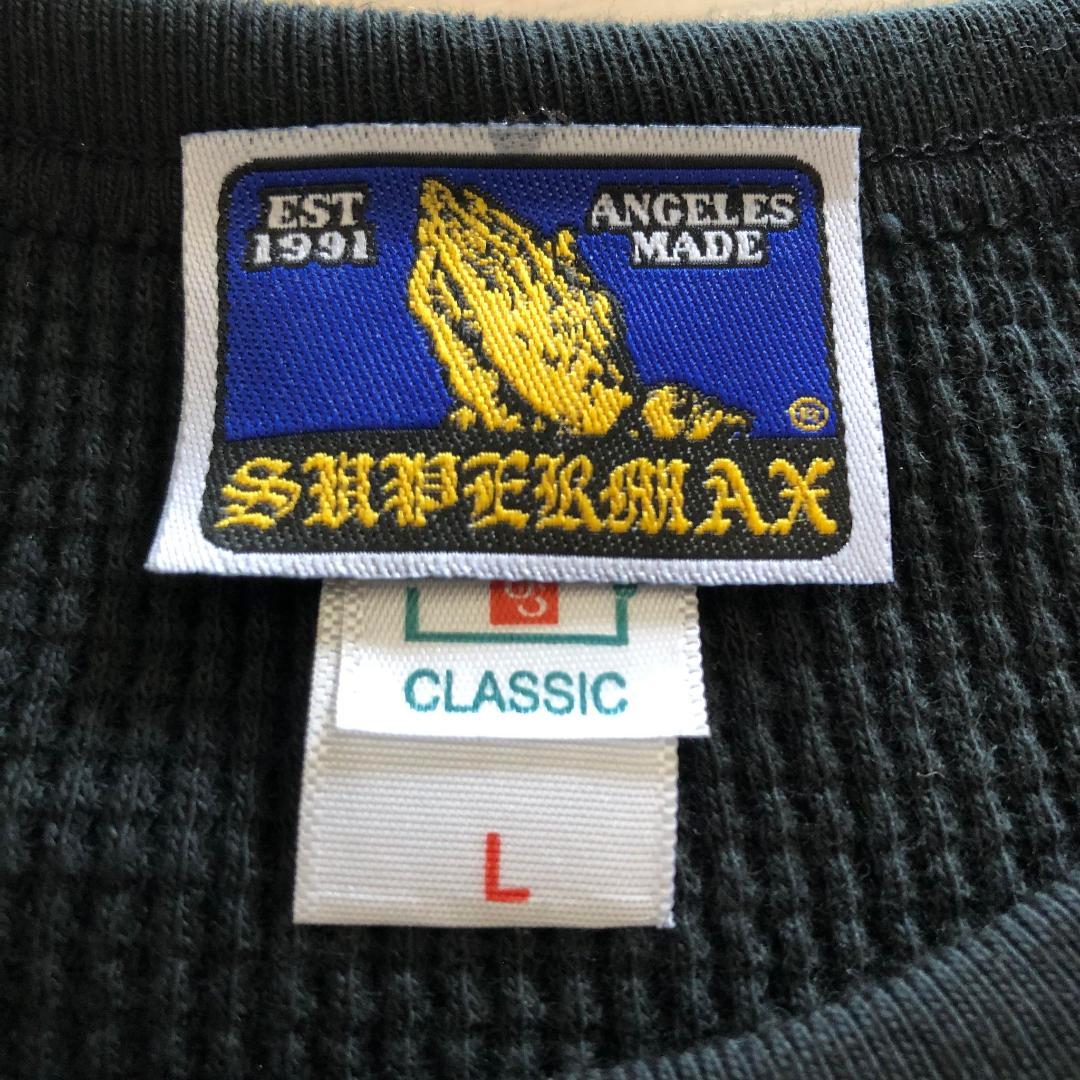 EST
1991
ANGELES
MADE
®
SUPERMAX
CLASSIC
L